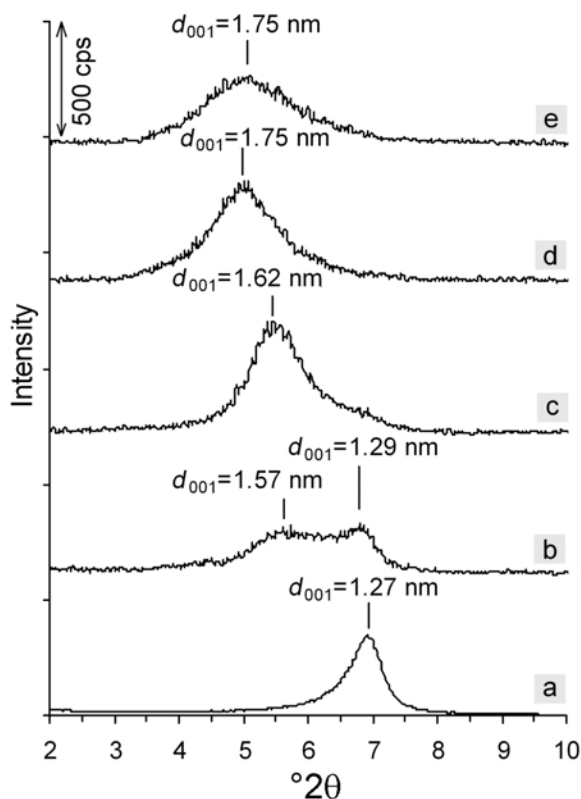 d001=1.75 nm
500 cps
e
d001=1.75 nm
d
d001=1.62 nm
Intensity
c
d001=1.29 nm
d001=1.57 nm
b
d001=1.27 nm
a
2 3 4 5 6 7 8 9 10
°2θ